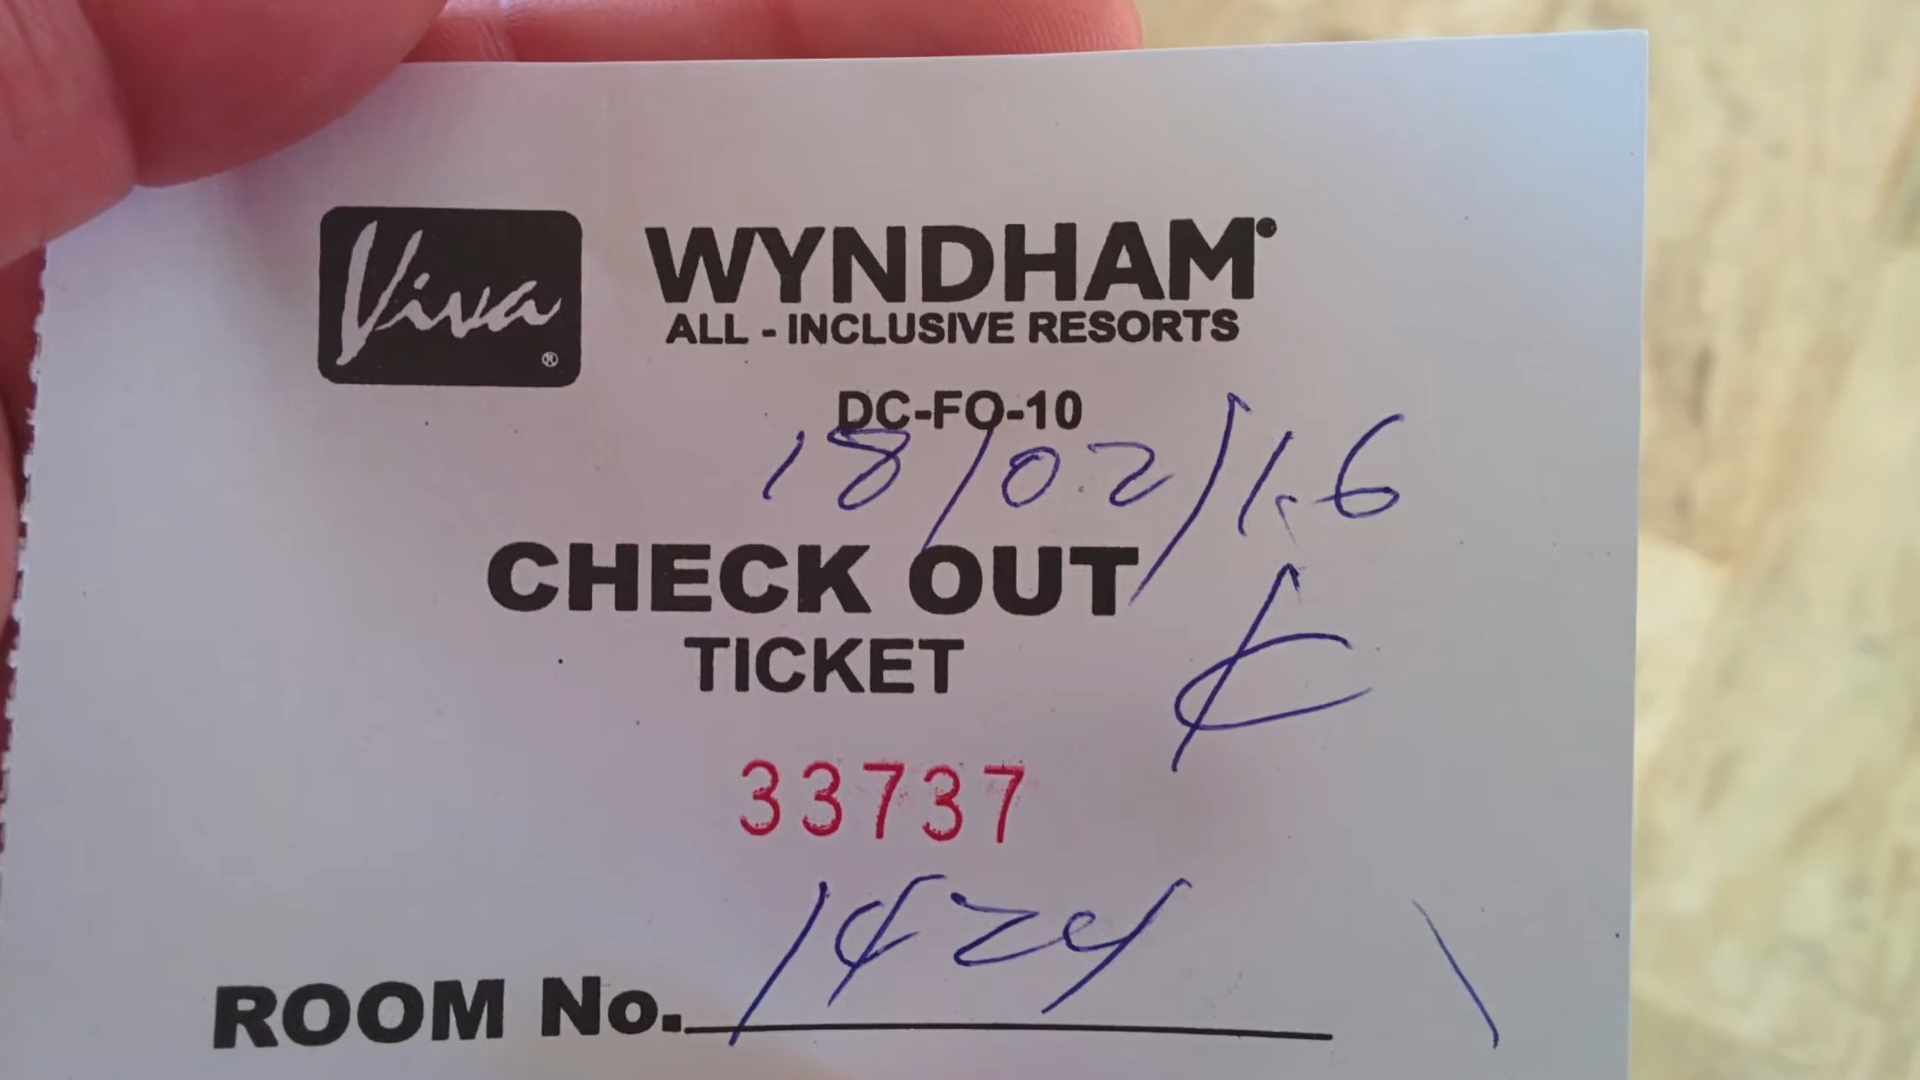 Viva®
WYNDHAM
ALL - INCLUSIVE RESORTS
DC-FO-10
18/02/16
CHECK OUT
TICKET
33737
ROOM No. 1424